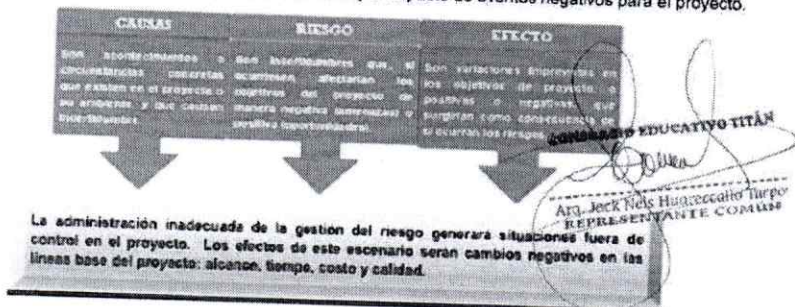 de eventos negativos para el proyecto.
CAUSAS
Son acontecimientos o
circunstancias concretas
que existen en el proyecto o
su ambiente, y que causan
incertidumbre.
RIESGO
Son incertidumbres que, si
ocurriesen, afectarían los
objetivos del proyecto de
manera negativa (amenazas) o
positiva (oportunidades).
EFECTO
Son variaciones imprevistas en
los objetivos de proyecto, o
positivas o negativas, que
surgirían como consecuencia de
si ocurran los riesgos.
CONSORCIO EDUCATIVO TITÁN
Arq. Jeck Nels
REPRESENTANTE COMÚN
La administración inadecuada de la gestión del riesgo generará situaciones fuera de
control en el proyecto. Los efectos de este escenario serán cambios negativos en las
líneas base del proyecto: alcance, tiempo, costo y calidad.